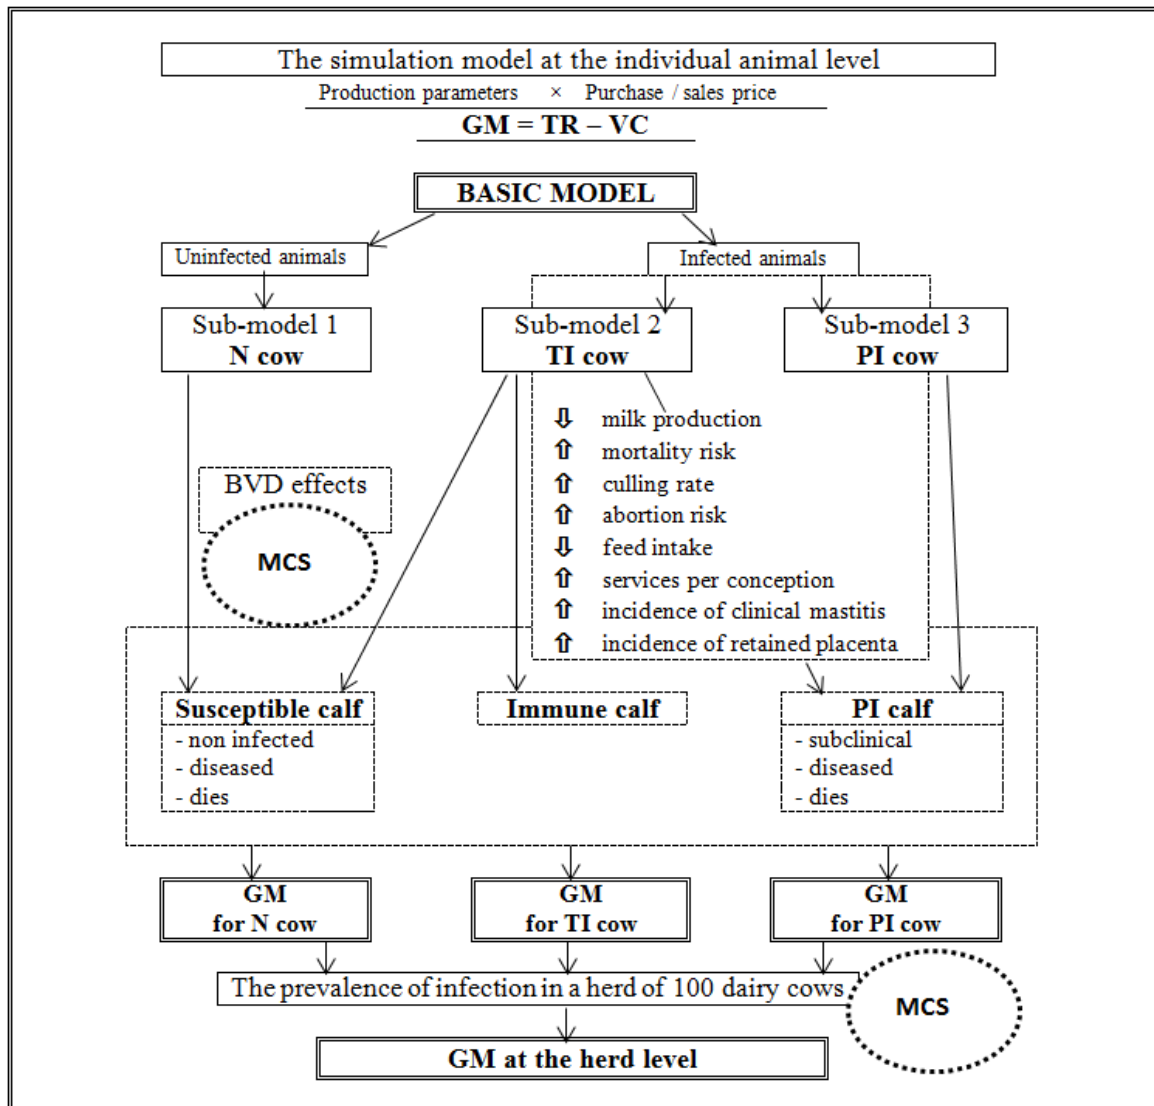 The simulation model at the individual animal level
Production parameters × Purchase / sales price
GM = TR – VC
BASIC MODEL
Uninfected animals
Infected animals
Sub-model 1
N cow
Sub-model 2
TI cow
Sub-model 3
PI cow
⇩ milk production
⇧ mortality risk
⇧ culling rate
⇧ abortion risk
⇩ feed intake
⇧ services per conception
⇧ incidence of clinical mastitis
⇧ incidence of retained placenta
BVD effects
MCS
Susceptible calf
- non infected
- diseased
- dies
Immune calf
PI calf
- subclinical
- diseased
- dies
GM
for N cow
GM
for TI cow
GM
for PI cow
The prevalence of infection in a herd of 100 dairy cows
MCS
GM at the herd level